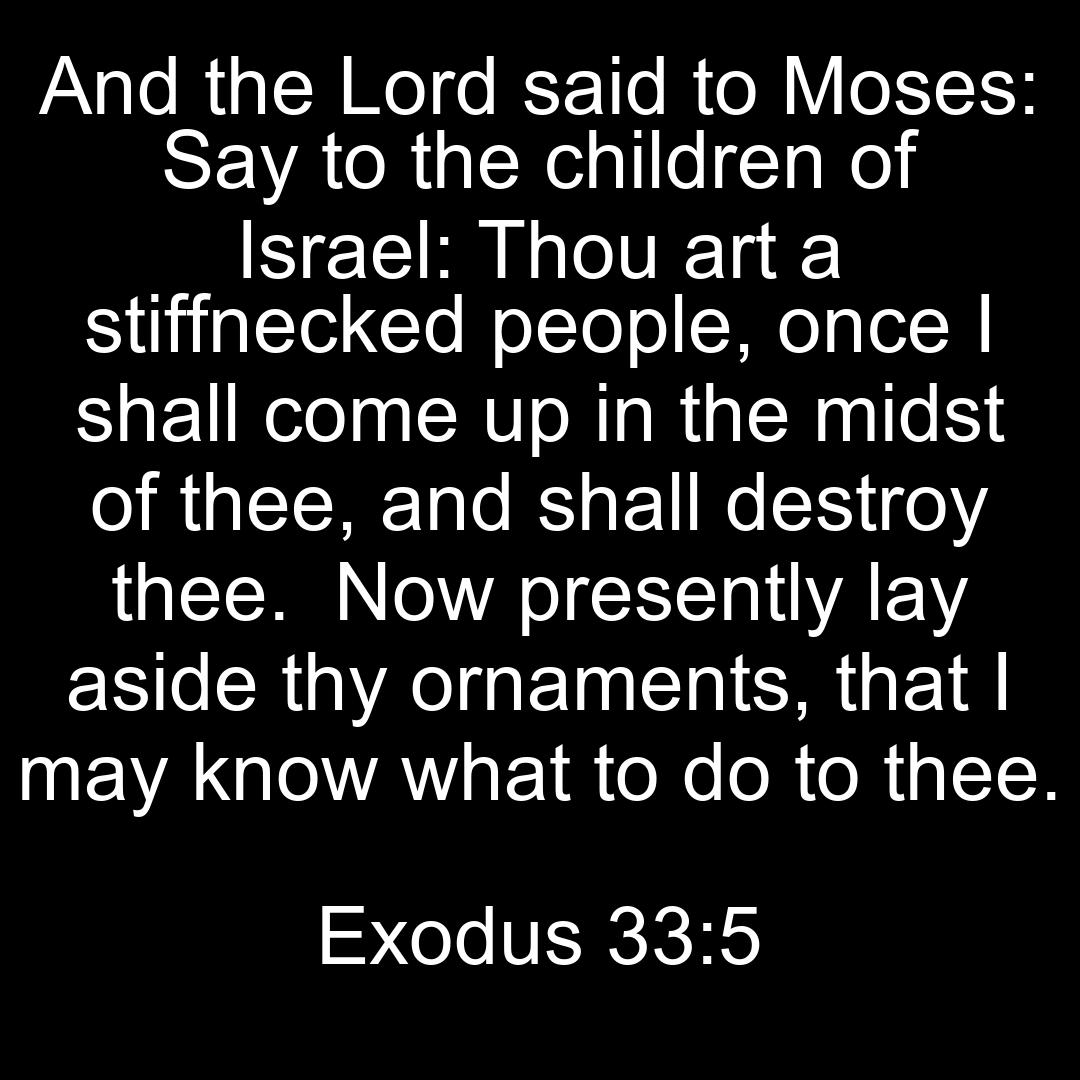 And the Lord said to Moses:
Say to the children of
Israel: Thou art a
stiffnecked people, once I
shall come up in the midst
of thee, and shall destroy
thee.  Now presently lay
aside thy ornaments, that I
may know what to do to thee.
Exodus 33:5